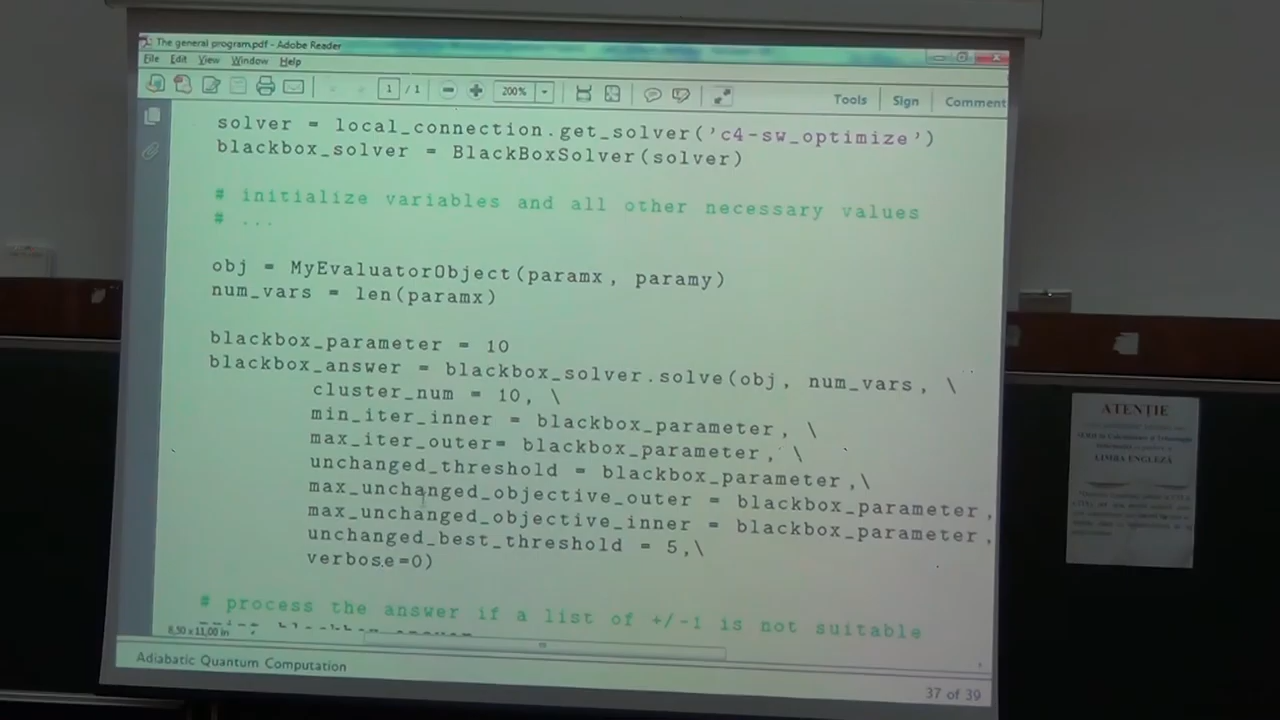 The general program.pdf - Adobe Reader
File Edit View Window Help
1 / 1 200% Tools Sign Comment
solver = local_connection.get_solver('c4-sw_optimize')
blackbox_solver = BlackBoxSolver(solver)
# initialize variables and all other necessary values
# ...
obj = MyEvaluatorObject(paramx, paramy)
num_vars = len(paramx)
blackbox_parameter = 10
blackbox_answer = blackbox_solver.solve(obj, num_vars, \
cluster_num = 10, \
min_iter_inner = blackbox_parameter, \
max_iter_outer= blackbox_parameter, \
unchanged_threshold = blackbox_parameter,\
max_unchanged_objective_outer = blackbox_parameter,
max_unchanged_objective_inner = blackbox_parameter,
unchanged_best_threshold = 5,\
verbose=0)
# process the answer if a list of +/-1 is not suitable
8,50 x 11,00 in
Adiabatic Quantum Computation
37 of 39
ATENȚIE
LIMBA ENGLEZĂ